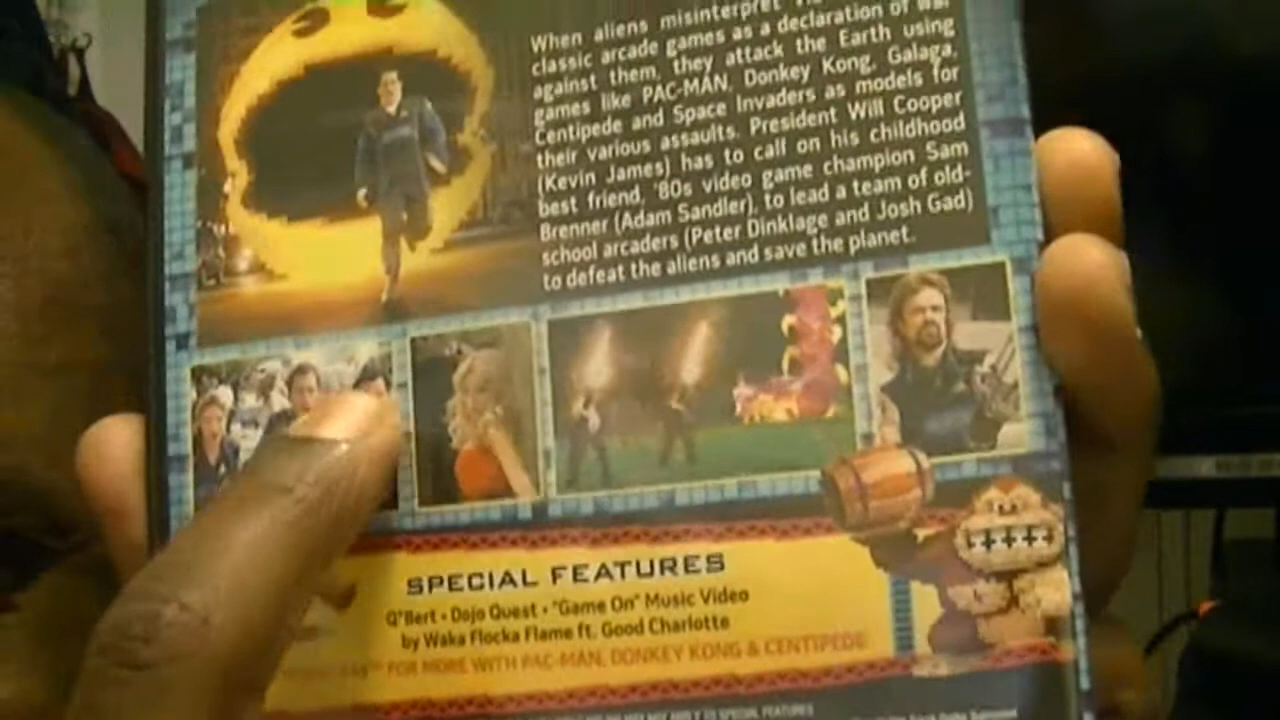 When aliens misinterpret
classic arcade games as a declaration of war
against them, they attack the Earth using
games like PAC-MAN, Donkey Kong, Galaga,
Centipede and Space Invaders as models for
their various assaults. President Will Cooper
(Kevin James) has to call on his childhood
best friend, '80s video game champion Sam
Brenner (Adam Sandler), to lead a team of old-
school arcaders (Peter Dinklage and Josh Gad)
to defeat the aliens and save the planet.
SPECIAL FEATURES
Q*Bert • Dojo Quest • "Game On" Music Video
by Waka Flocka Flame ft. Good Charlotte
FOR MORE WITH PAC-MAN, DONKEY KONG & CENTIPEDE
SPECIAL FEATURES